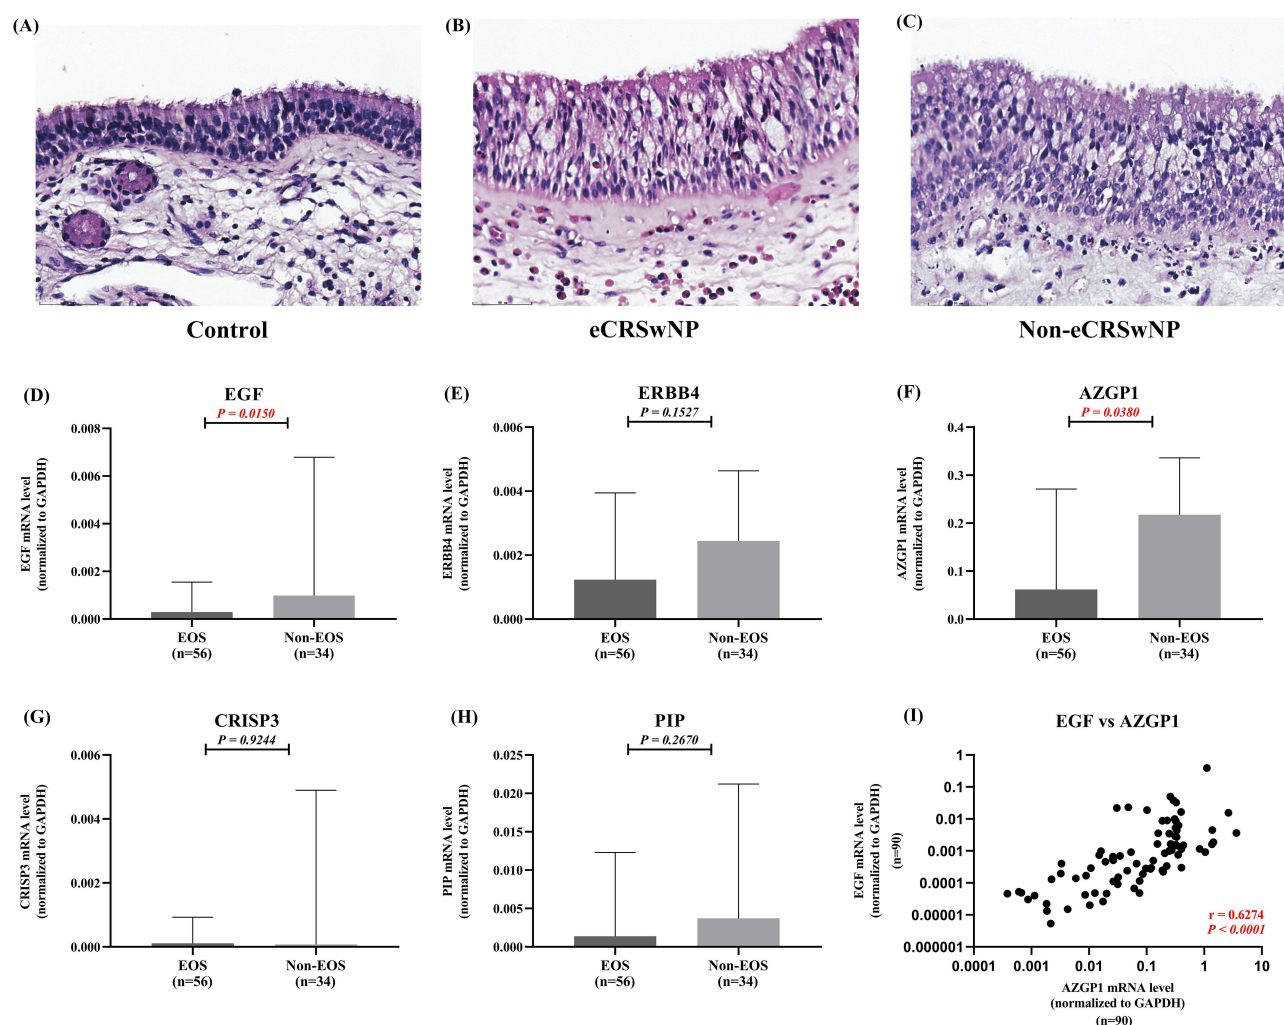 (A)
(B)
(C)
Control
eCRSwNP
Non-eCRSwNP
(D)
EGF
P = 0.0150
EGF mRNA level
(normalized to GAPDH)
0.008
0.006
0.004
0.002
0.000
EOS
(n=56)
Non-EOS
(n=34)
(E)
ERBB4
P = 0.1527
ERBB4 mRNA level
(normalized to GAPDH)
0.006
0.004
0.002
0.000
EOS
(n=56)
Non-EOS
(n=34)
(F)
AZGP1
P = 0.0380
AZGP1 mRNA level
(normalized to GAPDH)
0.4
0.3
0.2
0.1
0.0
EOS
(n=56)
Non-EOS
(n=34)
(G)
CRISP3
P = 0.9244
CRISP3 mRNA level
(normalized to GAPDH)
0.006
0.004
0.002
0.000
EOS
(n=56)
Non-EOS
(n=34)
(H)
PIP
P = 0.2670
PIP mRNA level
(normalized to GAPDH)
0.025
0.020
0.015
0.010
0.005
0.000
EOS
(n=56)
Non-EOS
(n=34)
(I)
EGF vs AZGP1
EGF mRNA level
(normalized to GAPDH)
(n=90)
1
0.1
0.01
0.001
0.0001
0.00001
0.000001
r = 0.6274
P < 0.0001
0.0001
0.001
0.01
0.1
1
10
AZGP1 mRNA level
(normalized to GAPDH)
(n=90)